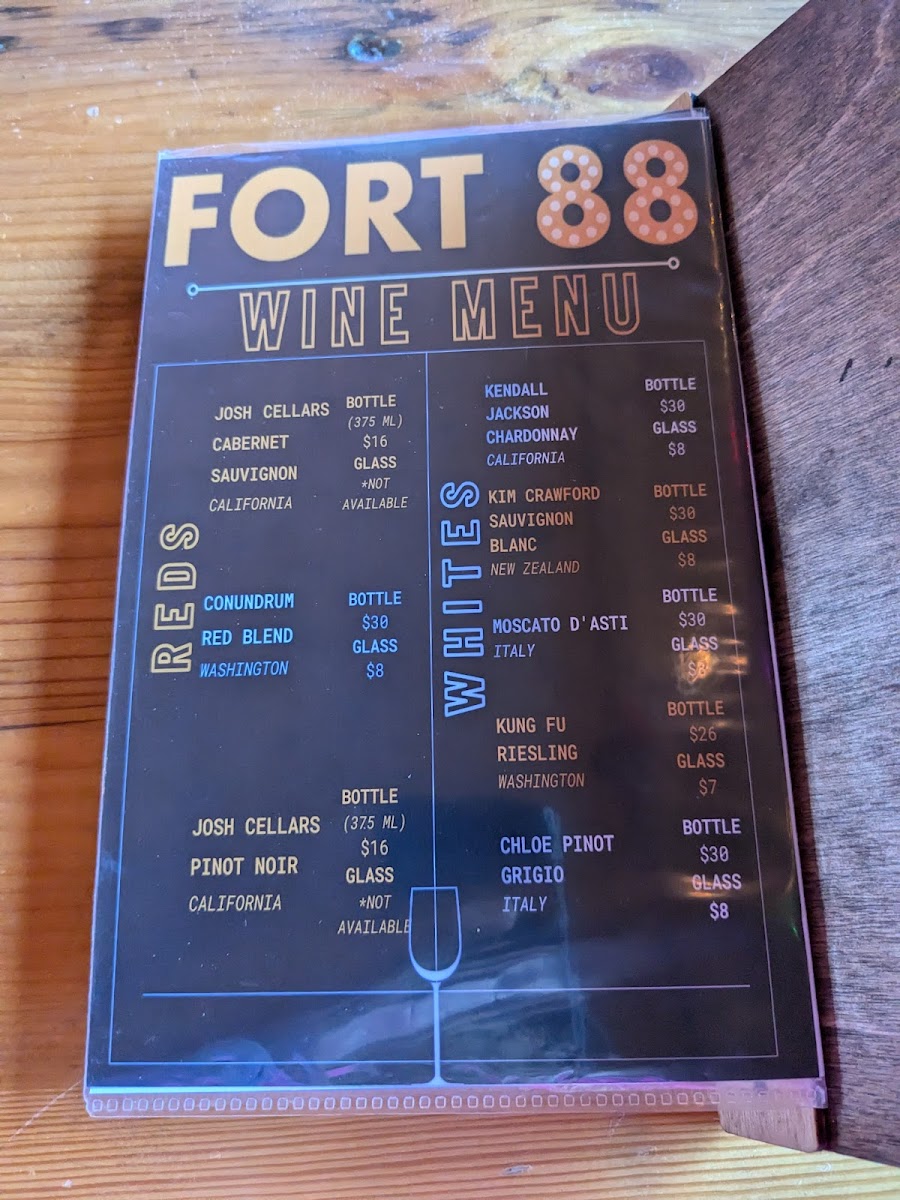 FORT 88
WINE MENU
REDS
JOSH CELLARS
CABERNET
SAUVIGNON
CALIFORNIA
BOTTLE
(375 ML)
$16
GLASS
*NOT
AVAILABLE
CONUNDRUM
RED BLEND
WASHINGTON
BOTTLE
$30
GLASS
$8
JOSH CELLARS
PINOT NOIR
CALIFORNIA
BOTTLE
(375 ML)
$16
GLASS
*NOT
AVAILABLE
WHITES
KENDALL
JACKSON
CHARDONNAY
CALIFORNIA
BOTTLE
$30
GLASS
$8
KIM CRAWFORD
SAUVIGNON
BLANC
NEW ZEALAND
BOTTLE
$30
GLASS
$8
MOSCATO D'ASTI
ITALY
BOTTLE
$30
GLASS
KUNG FU
RIESLING
WASHINGTON
BOTTLE
$26
GLASS
$7
CHLOE PINOT
GRIGIO
ITALY
BOTTLE
$30
GLASS
$8